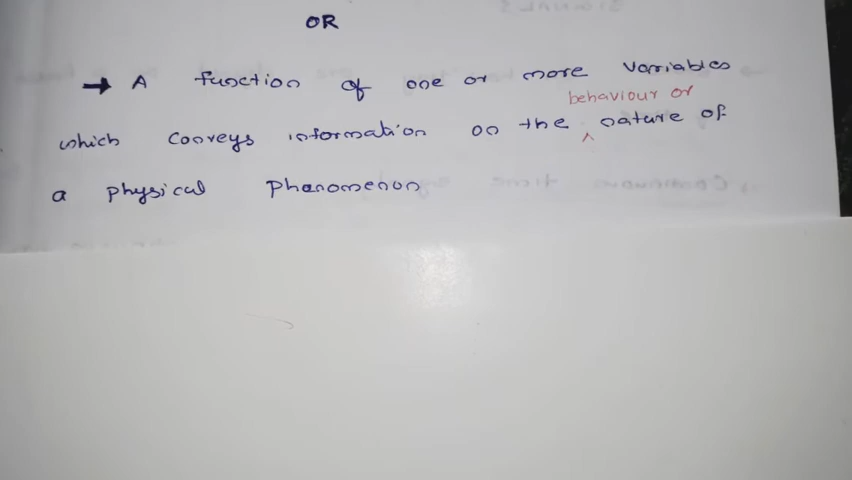 OR
→ A function of one or more variables
behaviour or
which conveys information on the ^ nature of
a physical phenomenon